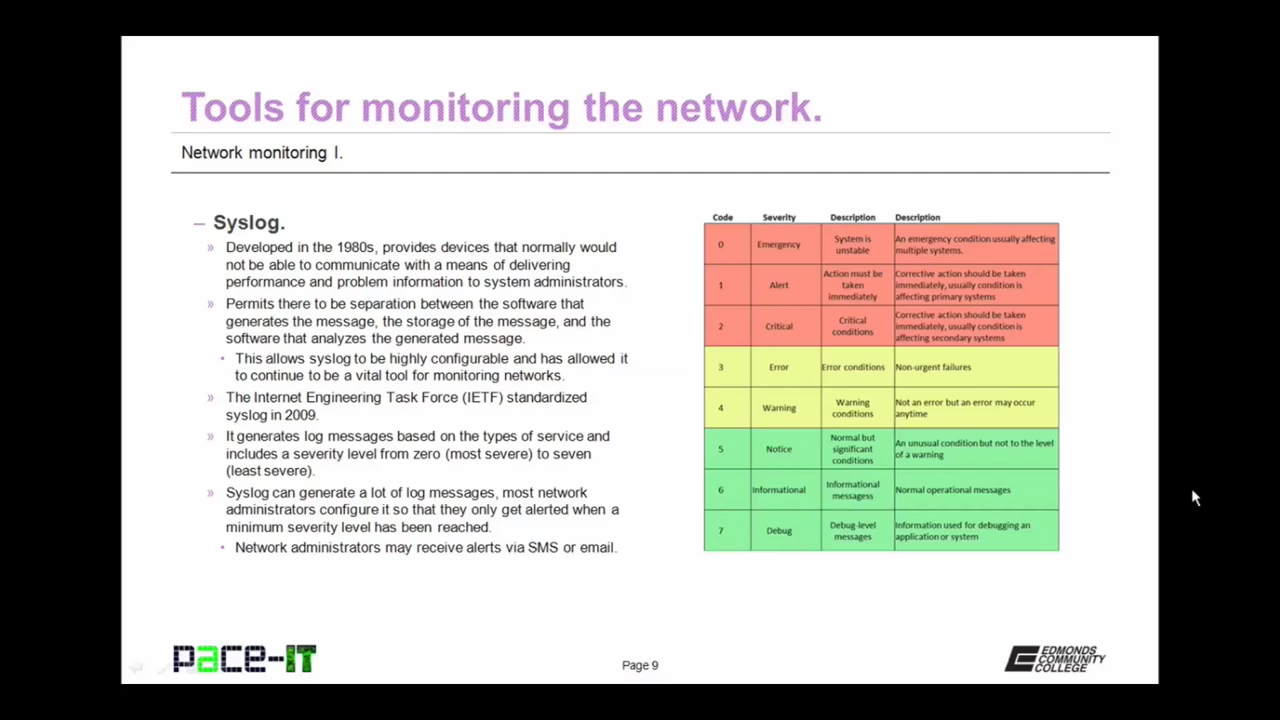 Tools for monitoring the network.
Network monitoring I.
– Syslog.
» Developed in the 1980s, provides devices that normally would
not be able to communicate with a means of delivering
performance and problem information to system administrators.
» Permits there to be separation between the software that
generates the message, the storage of the message, and the
software that analyzes the generated message.
• This allows syslog to be highly configurable and has allowed it
to continue to be a vital tool for monitoring networks.
» The Internet Engineering Task Force (IETF) standardized
syslog in 2009.
» It generates log messages based on the types of service and
includes a severity level from zero (most severe) to seven
(least severe).
» Syslog can generate a lot of log messages, most network
administrators configure it so that they only get alerted when a
minimum severity level has been reached.
• Network administrators may receive alerts via SMS or email.
Code Severity Description Description
0 Emergency System is
unstable
An emergency condition usually affecting
multiple systems.
1 Alert Action must be
taken
immediately
Corrective action should be taken
immediately, usually condition is
affecting primary systems
2 Critical Critical
conditions
Corrective action should be taken
immediately, usually condition is
affecting secondary systems
3 Error Error conditions Non-urgent failures
4 Warning Warning
conditions
Not an error but an error may occur
anytime
5 Notice Normal but
significant
conditions
An unusual condition but not to the level
of a warning
6 Informational Informational
messagess
Normal operational messages
7 Debug Debug-level
messages
Information used for debugging an
application or system
pace-IT
Page 9
EDMONDS
COMMUNITY
COLLEGE